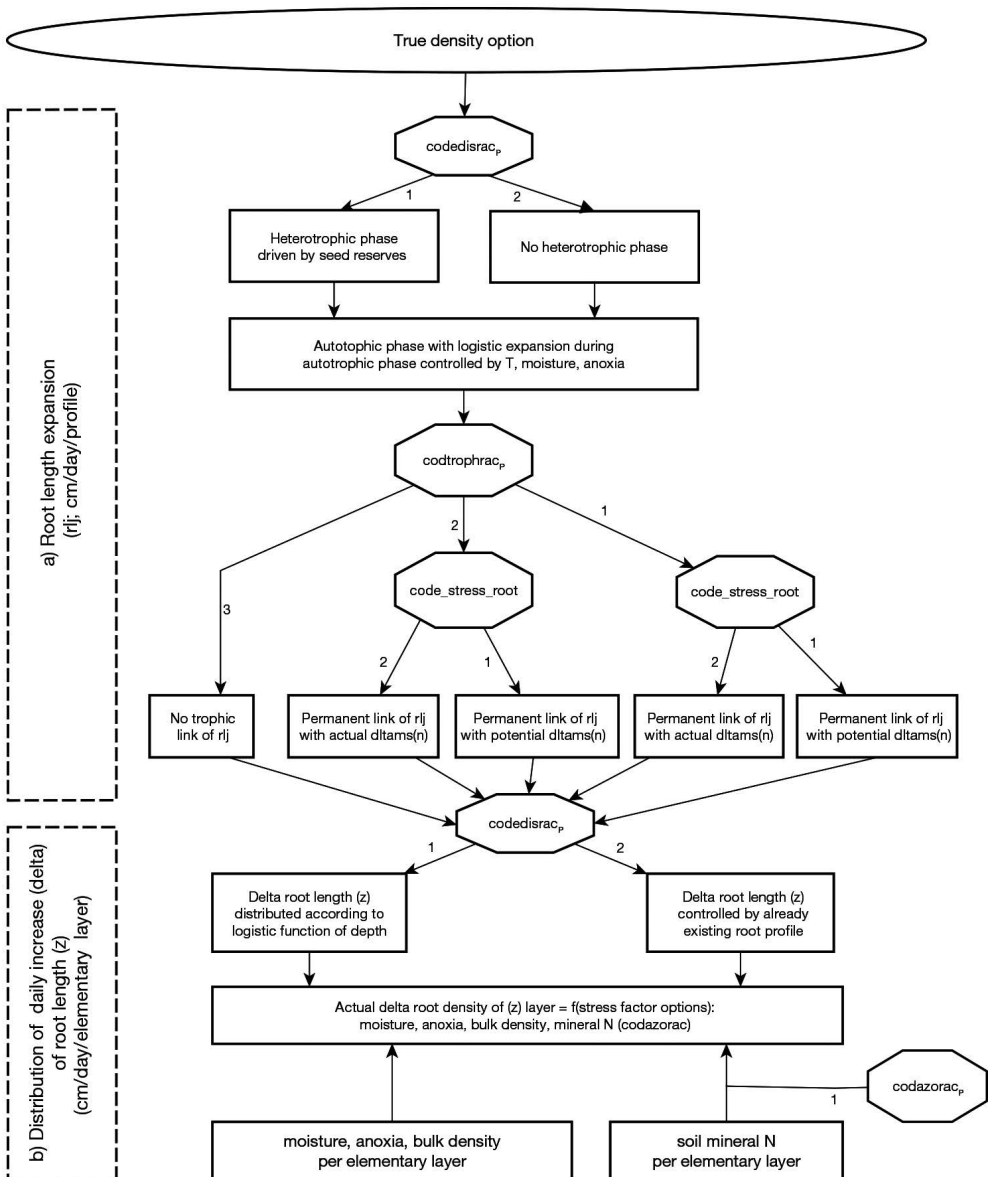 True density option
codedisracP
1
2
Heterotrophic phase
driven by seed reserves
No heterotrophic phase
Autotophic phase with logistic expansion during
autotrophic phase controlled by T, moisture, anoxia
a) Root length expansion
(rlj; cm/day/profile)
codtrophracP
3
2
1
code_stress_root
code_stress_root
2
1
2
1
No trophic
link of rlj
Permanent link of rlj
with actual dltams(n)
Permanent link of rlj
with potential dltams(n)
Permanent link of rlj
with actual dltams(n)
Permanent link of rlj
with potential dltams(n)
codedisracP
1
2
b) Distribution of daily increase (delta)
of root length (z)
(cm/day/elementary layer)
Delta root length (z)
distributed according to
logistic function of depth
Delta root length (z)
controlled by already
existing root profile
Actual delta root density of (z) layer = f(stress factor options):
moisture, anoxia, bulk density, mineral N (codazorac)
codazoracP
1
moisture, anoxia, bulk density
per elementary layer
soil mineral N
per elementary layer